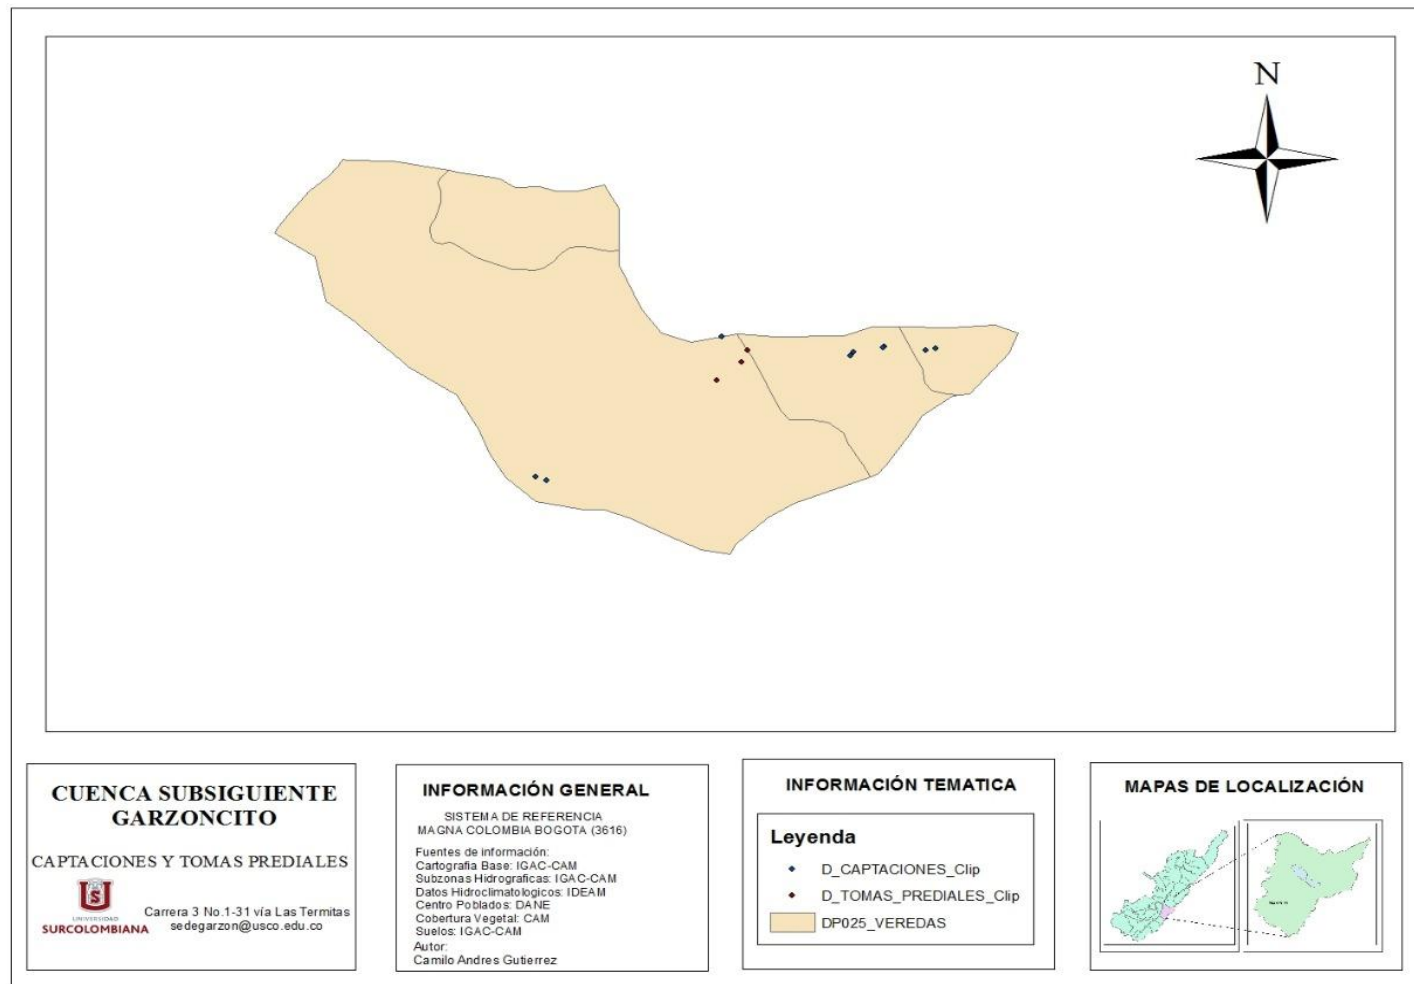 N
CUENCA SUBSIGUIENTE
GARZONCITO
CAPTACIONES Y TOMAS PREDIALES
UNIVERSIDAD
SURCOLOMBIANA
Carrera 3 No.1-31 vía Las Termitas
sedegarzon@usco.edu.co
INFORMACIÓN GENERAL
SISTEMA DE REFERENCIA
MAGNA COLOMBIA BOGOTA (3616)
Fuentes de información:
Cartografia Base: IGAC-CAM
Subzonas Hidrograficas: IGAC-CAM
Datos Hidroclimatologicos: IDEAM
Centro Poblados: DANE
Cobertura Vegetal: CAM
Suelos: IGAC-CAM
Autor:
Camilo Andres Gutierrez
INFORMACIÓN TEMATICA
Leyenda
D_CAPTACIONES_Clip
D_TOMAS_PREDIALES_Clip
DP025_VEREDAS
MAPAS DE LOCALIZACIÓN